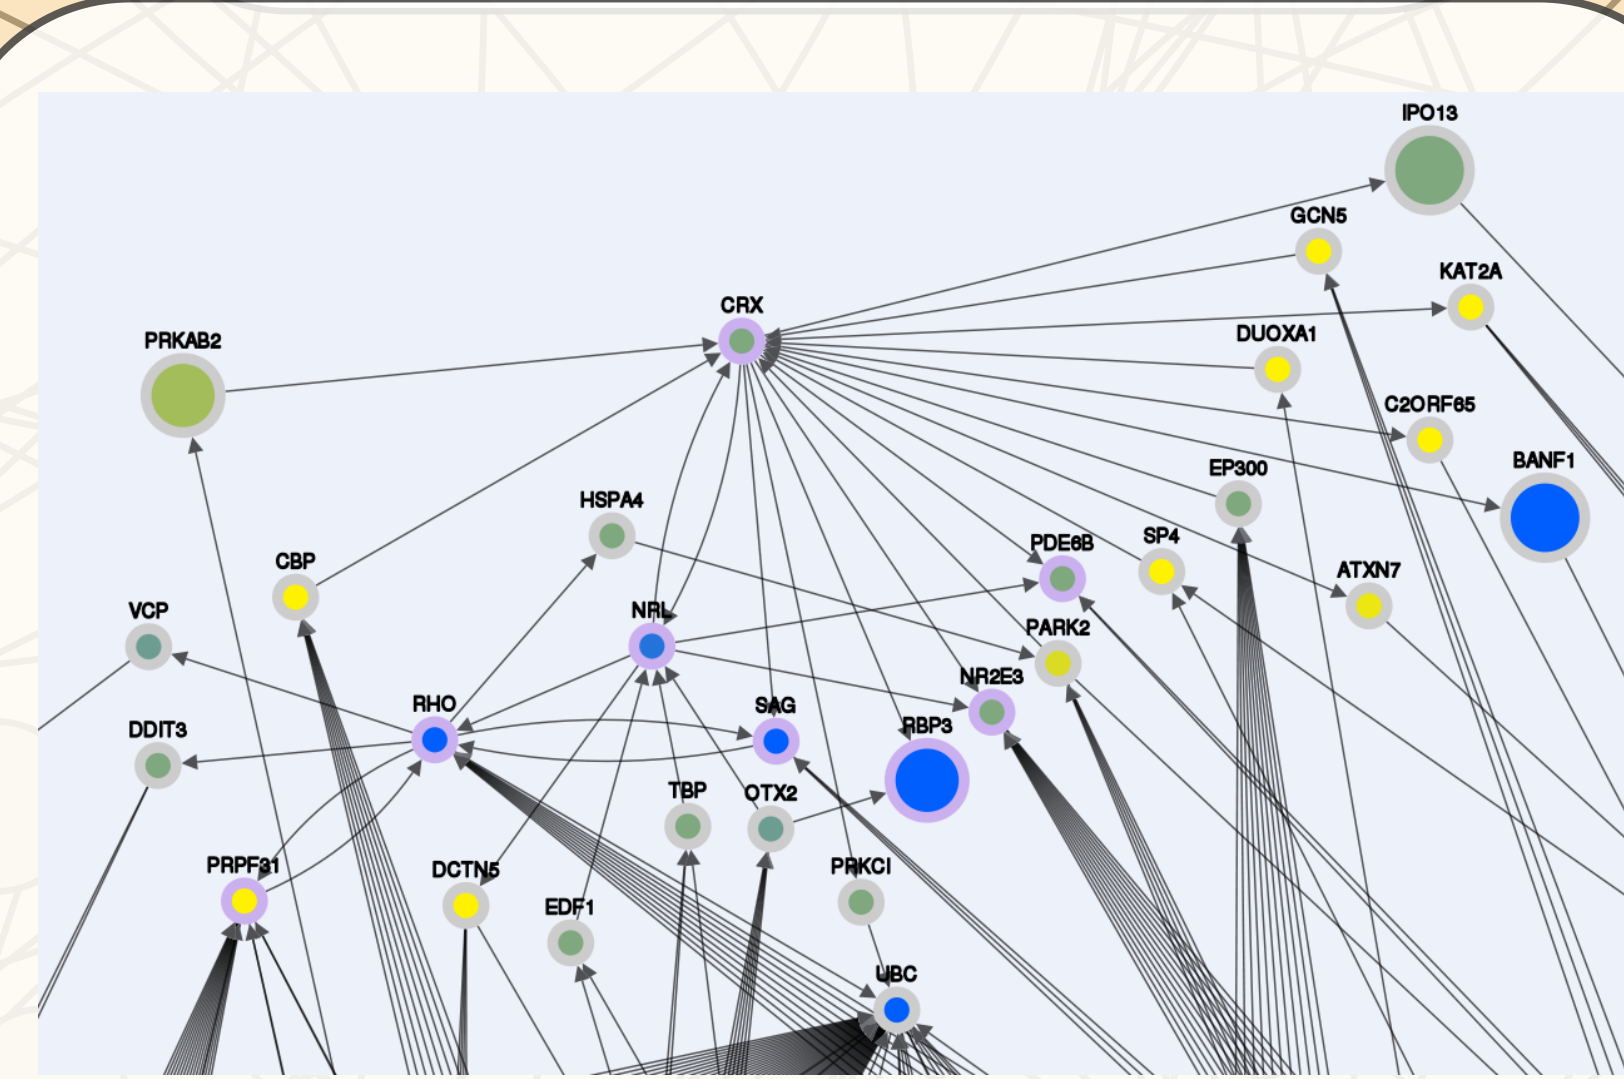 IPO13
GCN5
KAT2A
CRX
DUOXA1
PRKAB2
C2ORF65
BANF1
EP300
HSPA4
SP4
PDE6B
CBP
ATXN7
VCP
NRL
PARK2
NR2E3
RHO
SAG
RBP3
DDIT3
TBP
OTX2
PRPF31
DCTN5
PRKCI
EDF1
UBC